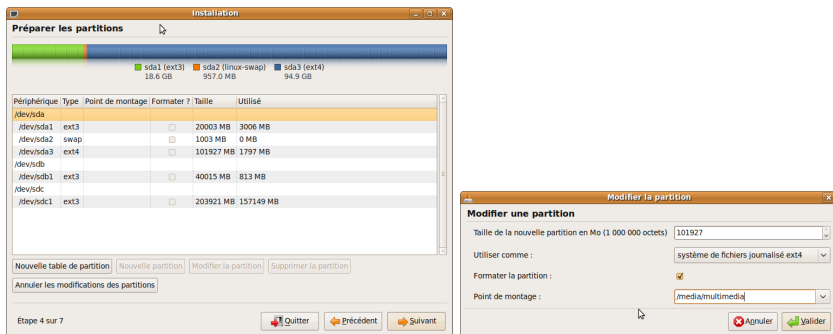 Installation
Préparer les partitions
sda1 (ext3) sda2 (linux-swap) sda3 (ext4)
18.6 GB 957.0 MB 94.9 GB
Périphérique Type Point de montage Formater ? Taille Utilisé
/dev/sda
/dev/sda1 ext3 20003 MB 3006 MB
/dev/sda2 swap 1003 MB 0 MB
/dev/sda3 ext4 101927 MB 1797 MB
/dev/sdb
/dev/sdb1 ext3 40015 MB 813 MB
/dev/sdc
/dev/sdc1 ext3 203921 MB 157149 MB
Nouvelle table de partition Nouvelle partition Modifier la partition Supprimer la partition
Annuler les modifications des partitions
Étape 4 sur 7
Quitter Précédent Suivant
Modifier la partition
Modifier une partition
Taille de la nouvelle partition en Mo (1 000 000 octets) 101927
Utiliser comme : système de fichiers journalisé ext4
Formater la partition :
Point de montage : /media/multimedia
Annuler Valider